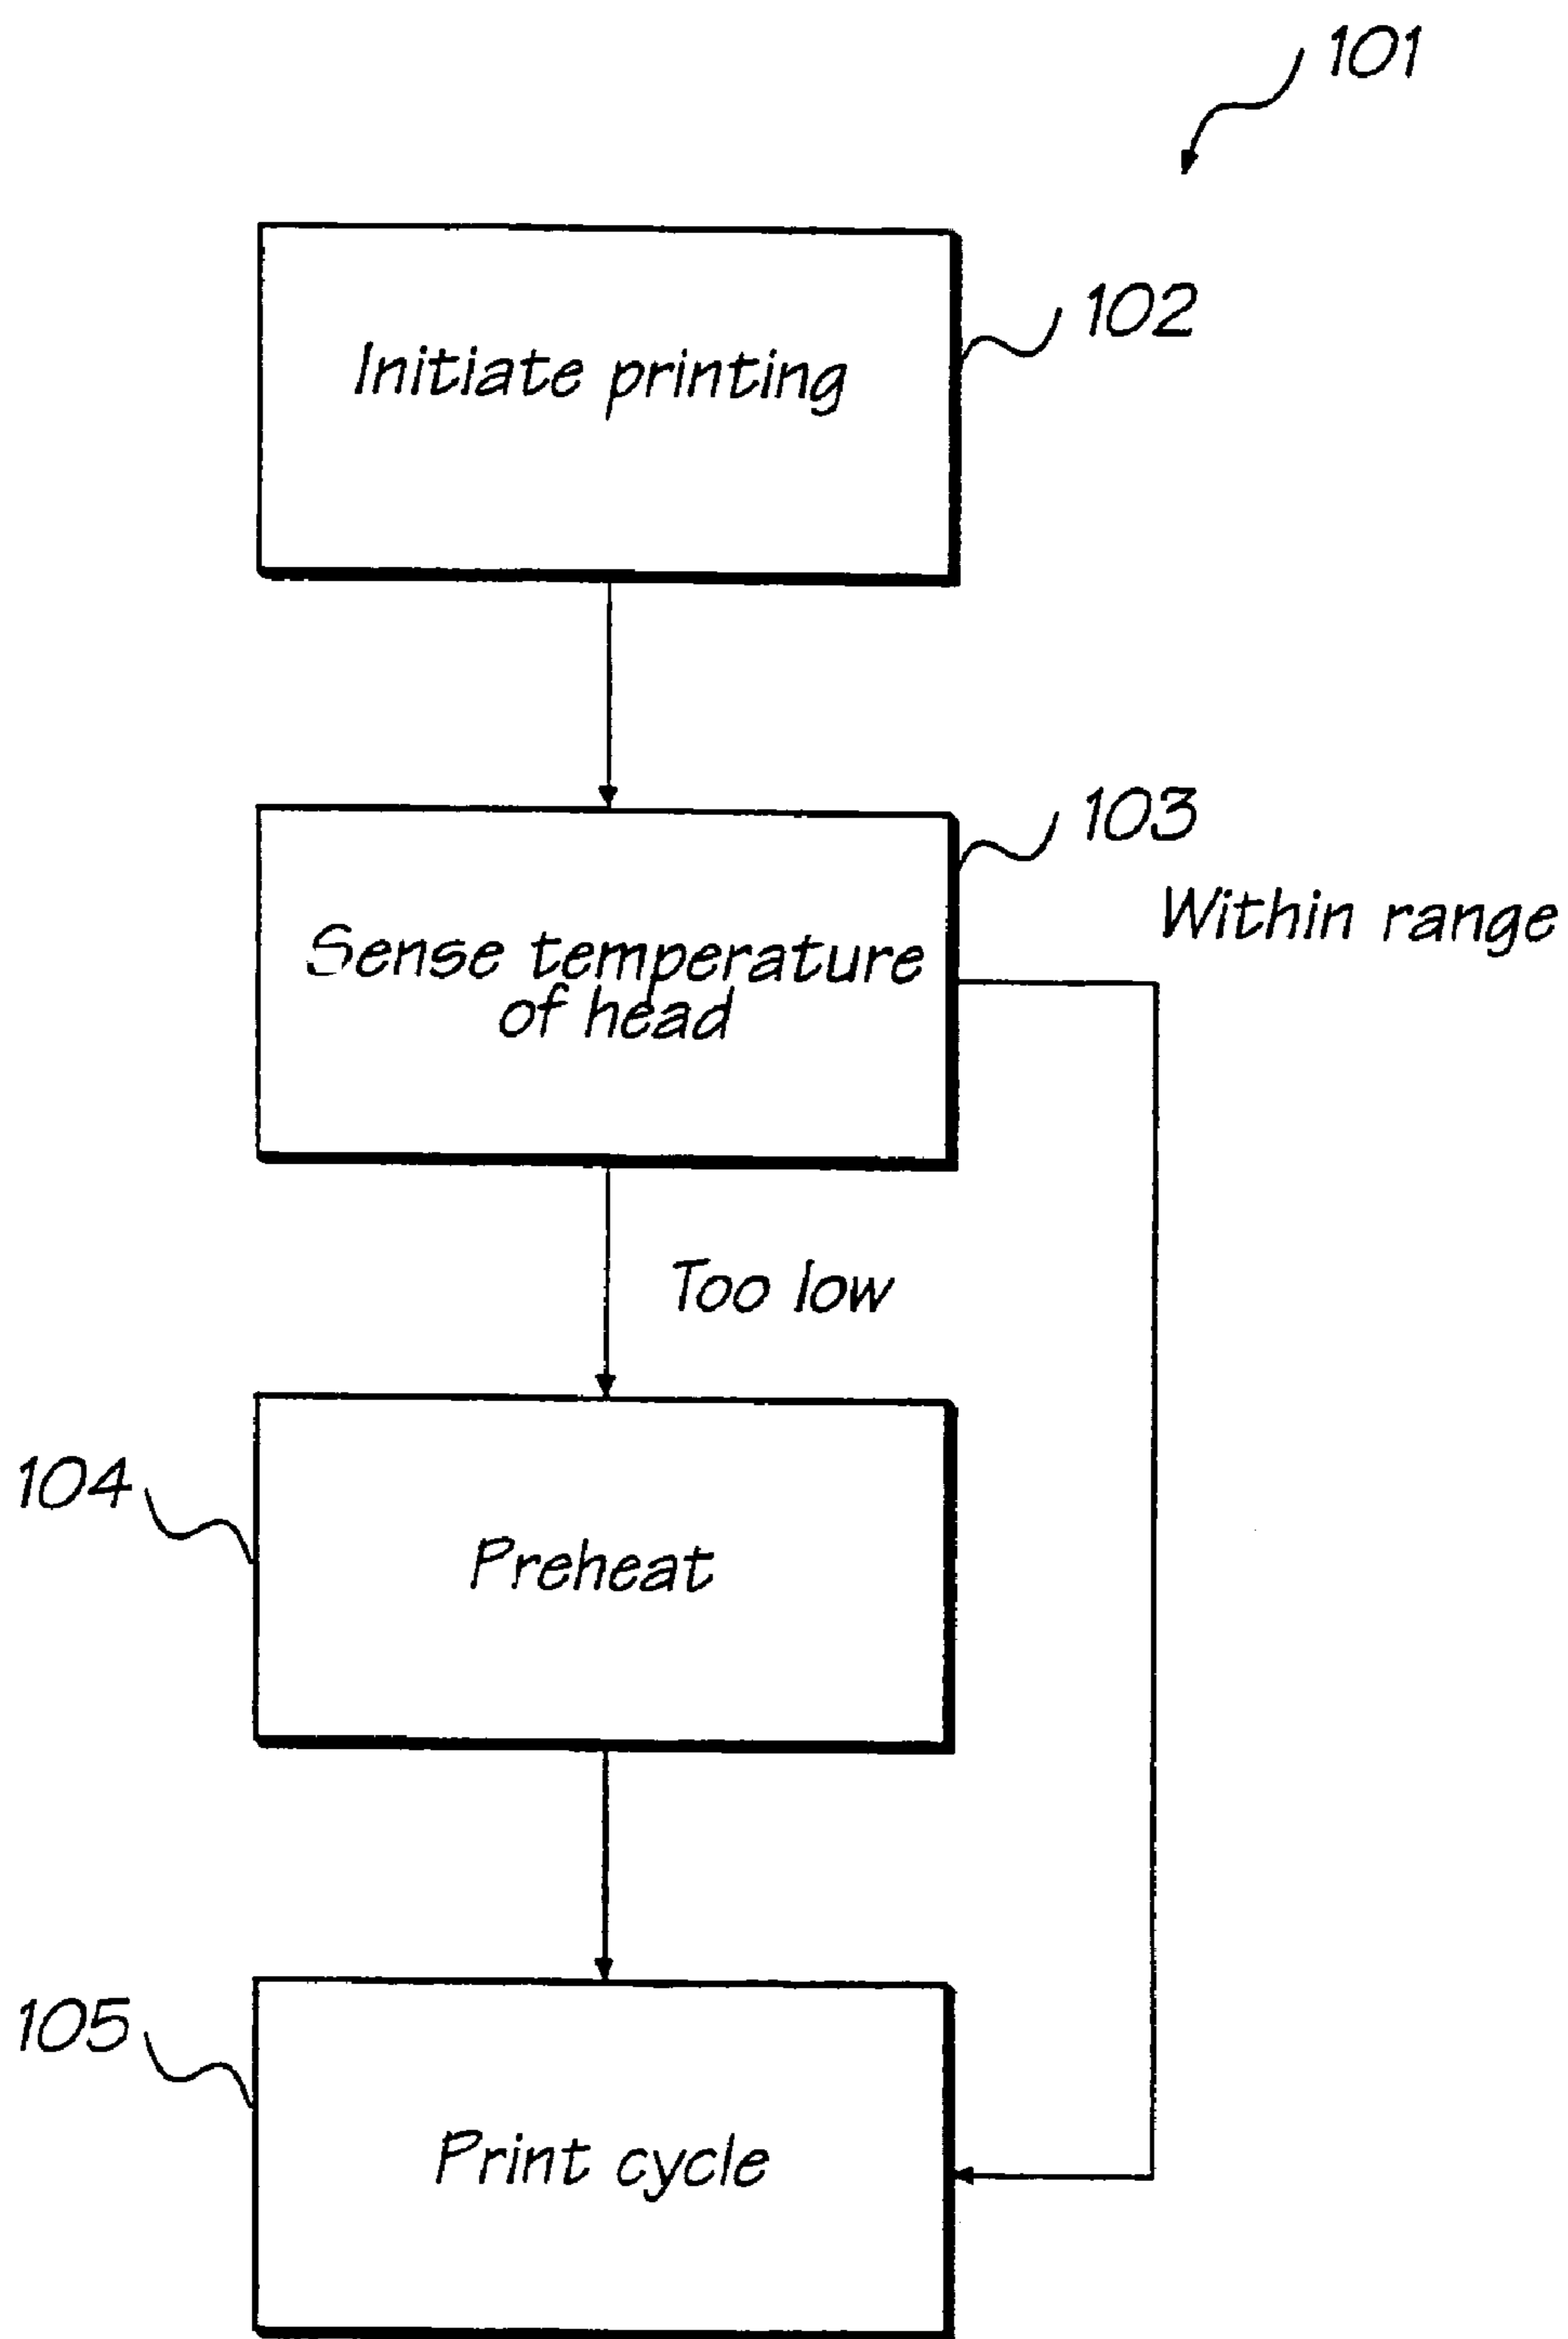 101
Initiate printing
102
103
Within range
Sense temperature
of head
Too low
104
Preheat
105
Print cycle